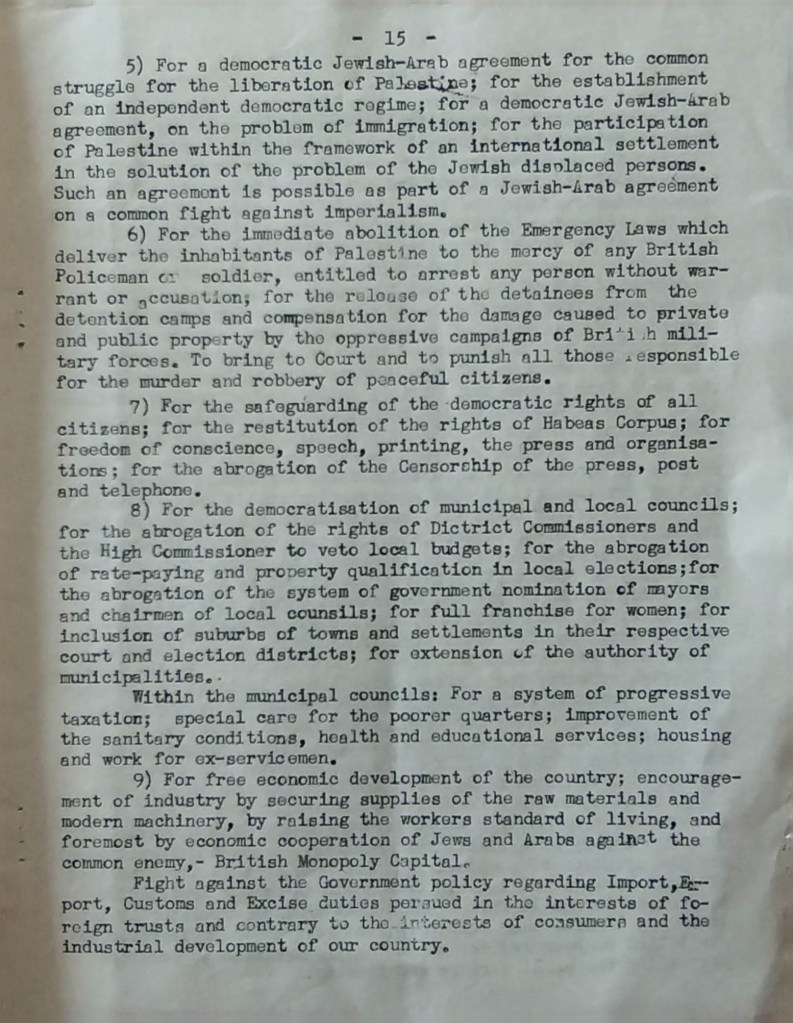 - 15 -
5) For a democratic Jewish-Arab agreement for the common
struggle for the liberation of Palestine; for the establishment
of an independent democratic regime; for a democratic Jewish-Arab
agreement, on the problem of immigration; for the participation
of Palestine within the framework of an international settlement
in the solution of the problem of the Jewish displaced persons.
Such an agreement is possible as part of a Jewish-Arab agreement
on a common fight against imperialism.
6) For the immediate abolition of the Emergency Laws which
deliver the inhabitants of Palestine to the mercy of any British
Policeman or soldier, entitled to arrest any person without war-
rant or accusation; for the release of the detainees from the
detention camps and compensation for the damage caused to private
and public property by the oppressive campaigns of British mili-
tary forces. To bring to Court and to punish all those responsible
for the murder and robbery of peaceful citizens.
7) For the safeguarding of the democratic rights of all
citizens; for the restitution of the rights of Habeas Corpus; for
freedom of conscience, speech, printing, the press and organisa-
tions; for the abrogation of the Censorship of the press, post
and telephone.
8) For the democratisation of municipal and local councils;
for the abrogation of the rights of Dictrict Commissioners and
the High Commissioner to veto local budgets; for the abrogation
of rate-paying and property qualification in local elections;for
the abrogation of the system of government nomination of mayors
and chairmen of local counsils; for full franchise for women; for
inclusion of suburbs of towns and settlements in their respective
court and election districts; for extension of the authority of
municipalities.
Within the municipal councils: For a system of progressive
taxation; special care for the poorer quarters; improvement of
the sanitary conditions, health and educational services; housing
and work for ex-servicemen.
9) For free economic development of the country; encourage-
ment of industry by securing supplies of the raw materials and
modern machinery, by raising the workers standard of living, and
foremost by economic cooperation of Jews and Arabs against the
common enemy,- British Monopoly Capital.
Fight against the Government policy regarding Import,Ex-
port, Customs and Excise duties persued in the interests of fo-
reign trusts and contrary to the interests of consumers and the
industrial development of our country.